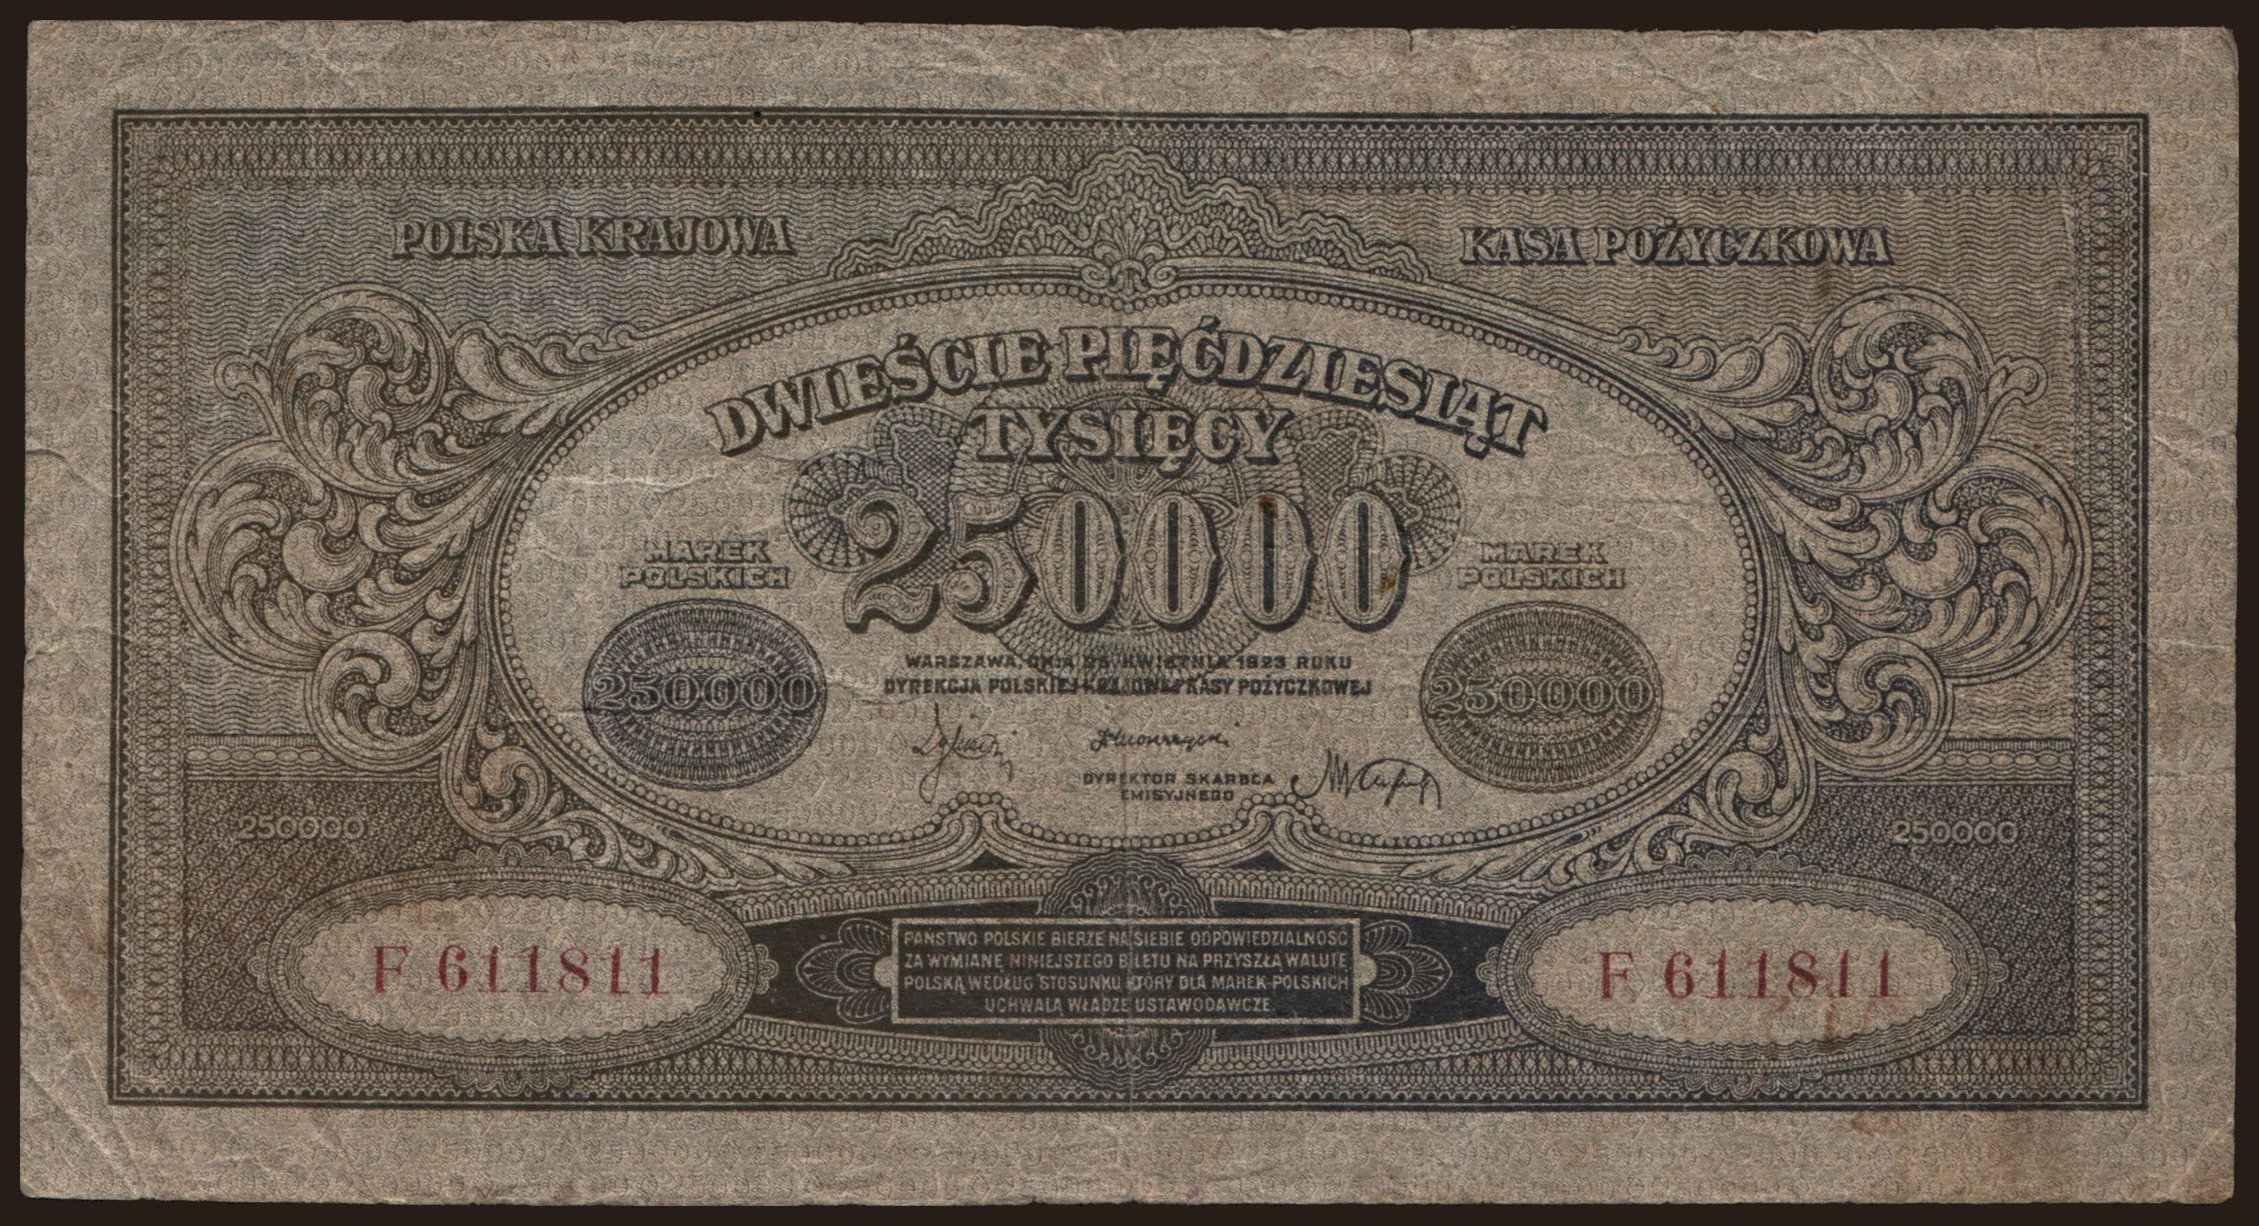 POLSKA KRAJOWA
KASA POŻYCZKOWA
DWIEŚCIE PIĘĆDZIESIĄT
TYSIĘCY
250000
MAREK
POLSKICH
MAREK
POLSKICH
250000
250000
WARSZAWA, DNIA 25 KWIETNIA 1923 ROKU
DYREKCJA POLSKIEJ KRAJOWEJ KASY POŻYCZKOWEJ
DYREKTOR SKARBCA
EMISYJNEGO
250000
250000
F 611811
F 611811
PAŃSTWO POLSKIE BIERZE NA SIEBIE ODPOWIEDZIALNOŚĆ
ZA WYMIANĘ NINIEJSZEGO BILETU NA PRZYSZŁĄ WALUTĘ
POLSKĄ WEDŁUG STOSUNKU KTÓRY DLA MAREK POLSKICH
UCHWALĄ WŁADZE USTAWODAWCZE.